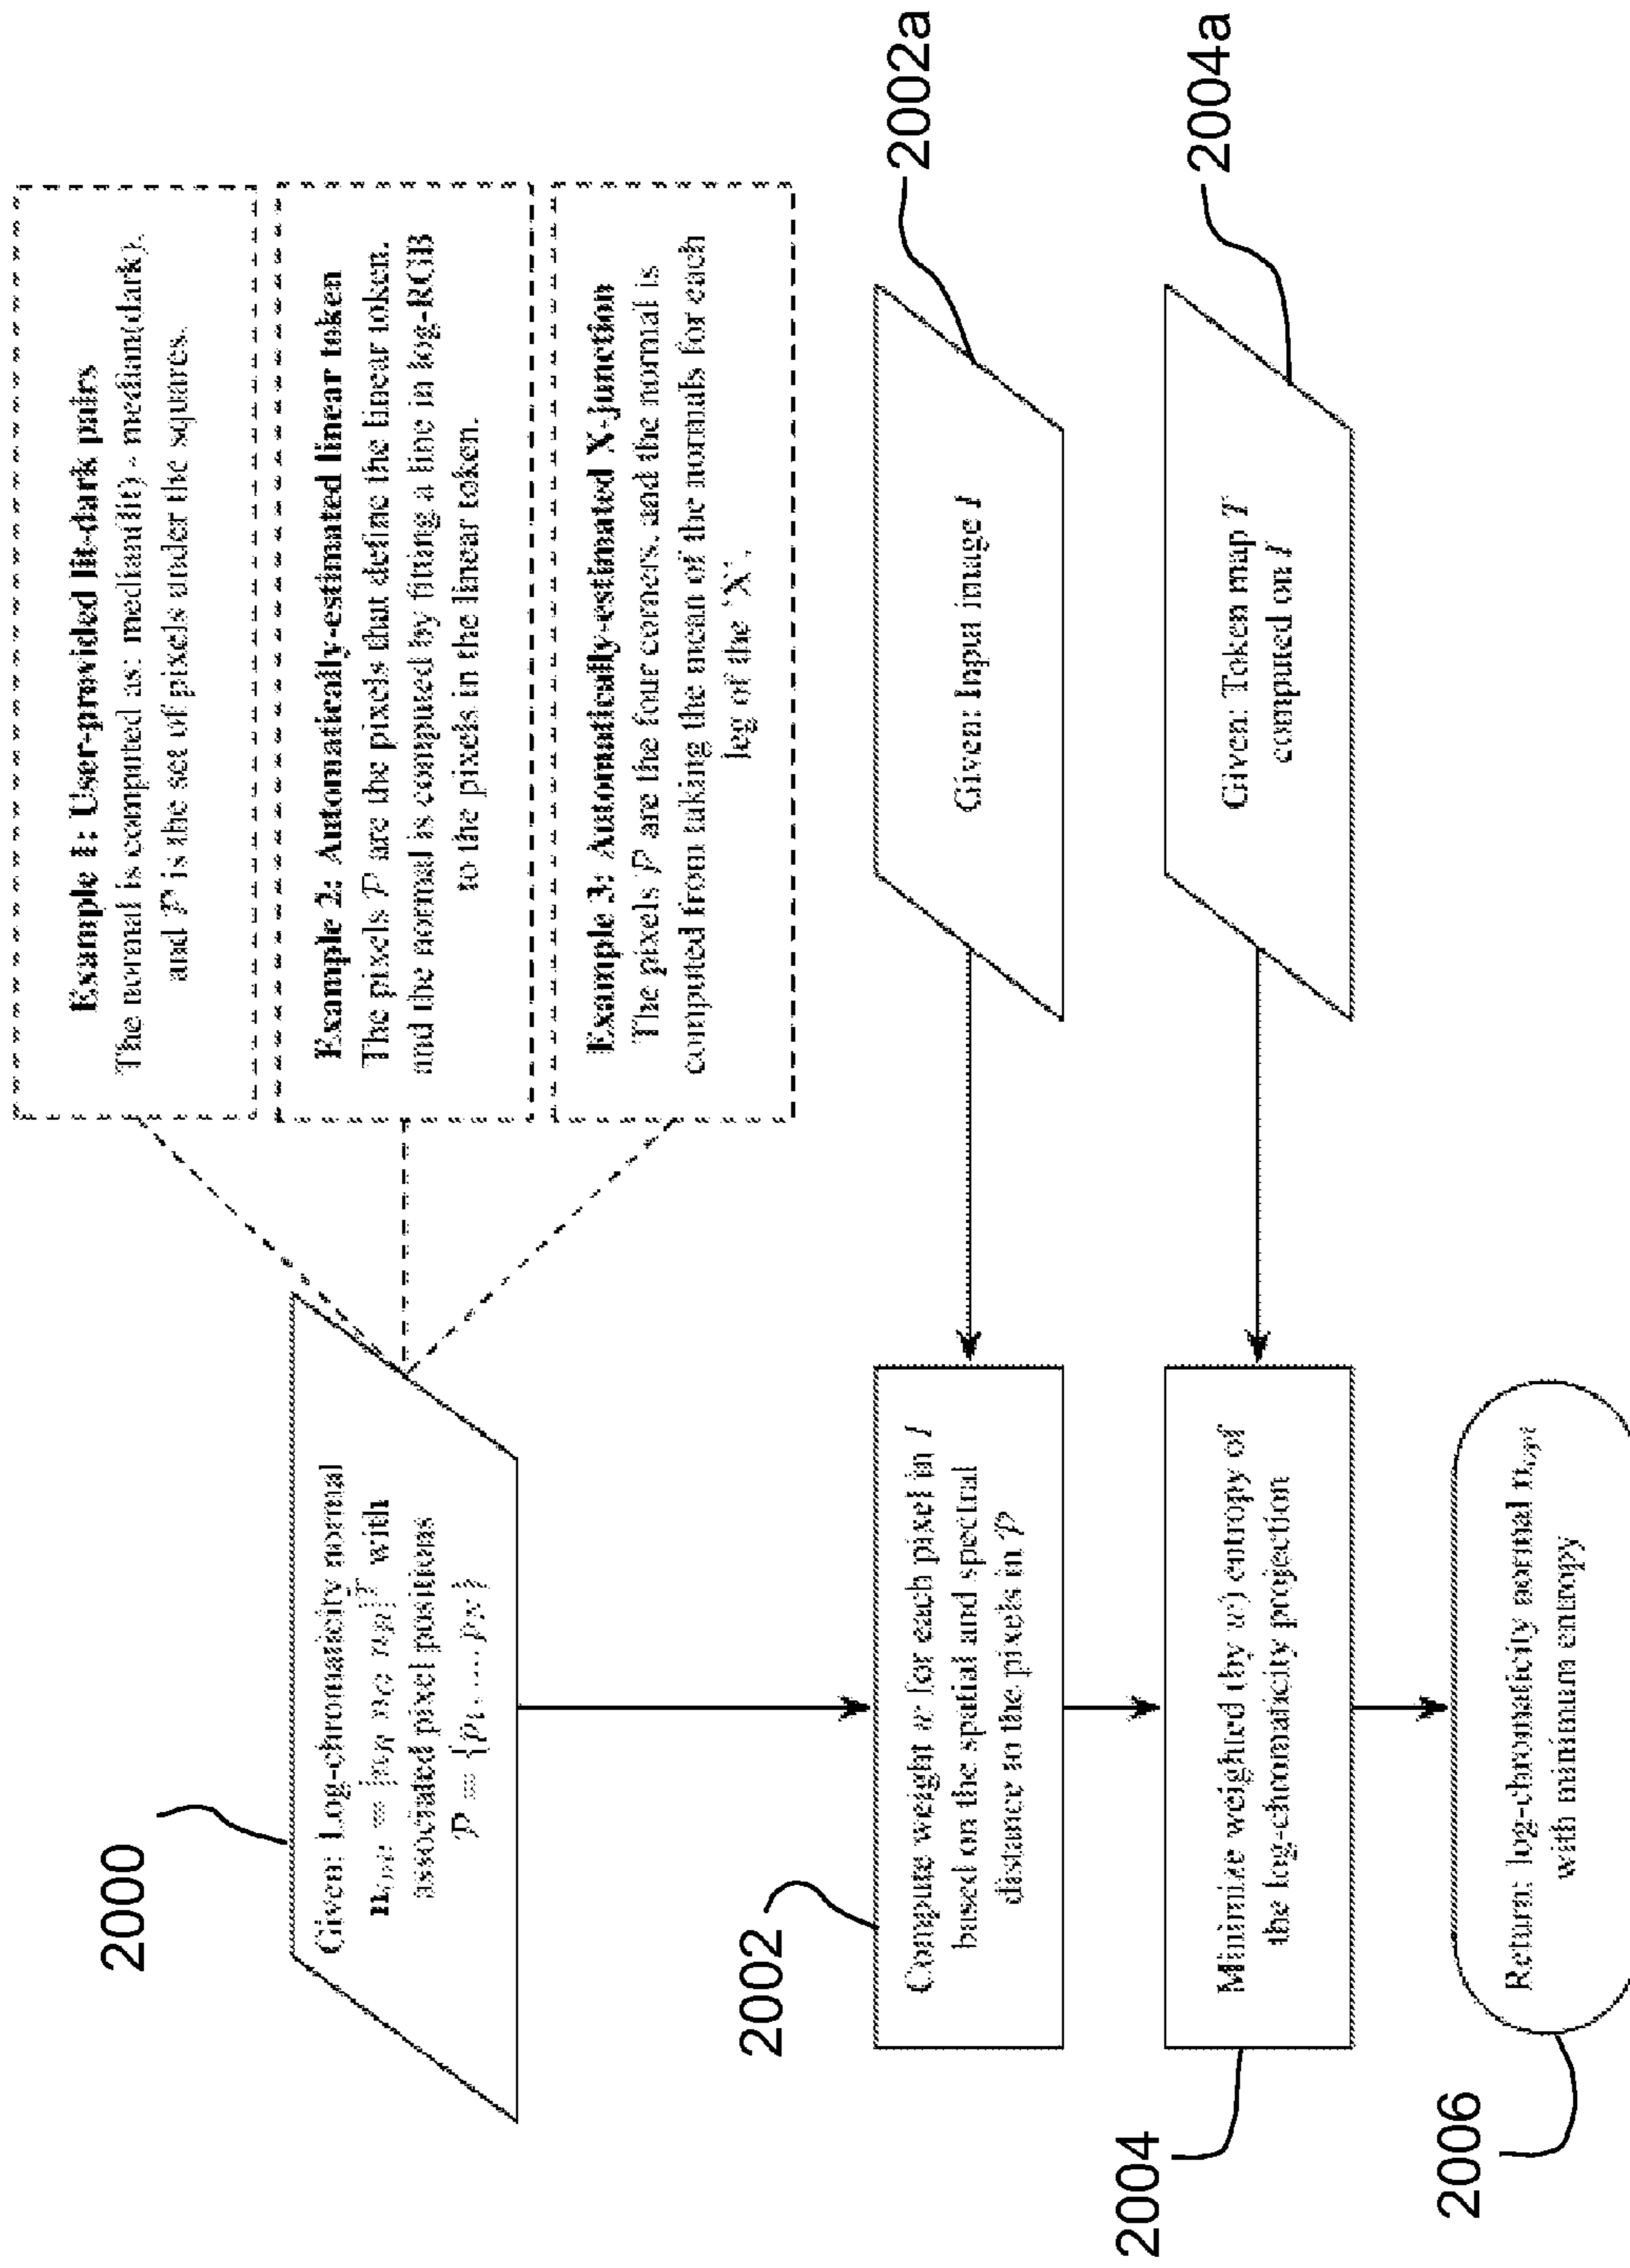 2000
Given: Log-chromaticity normal
= [n_R n_G n_B]^T with
associated pixel positions
P = {p_1, ..., p_N}
Example 1: User-provided lit-dark pairs
The normal is computed as: median(lit) - median(dark),
and P is the set of pixels under the squares.
Example 2: Automatically-estimated linear token
The pixels P are the pixels that define the linear token,
and the normal is computed by fitting a line in log-RGB
to the pixels in the linear token.
Example 3: Automatically-estimated X-junction
The pixels P are the four corners, and the normal is
computed from taking the mean of the normals for each
leg of the 'X'.
2002
Compute weight w for each pixel in I
based on the spatial and spectral
distance to the pixels in P
Given: Input image I
2002a
2004
Minimize weighted (by w) entropy of
the log-chromaticity projection
Given: Token map T
computed on I
2004a
2006
Return: log-chromaticity normal n_opt
with minimum entropy